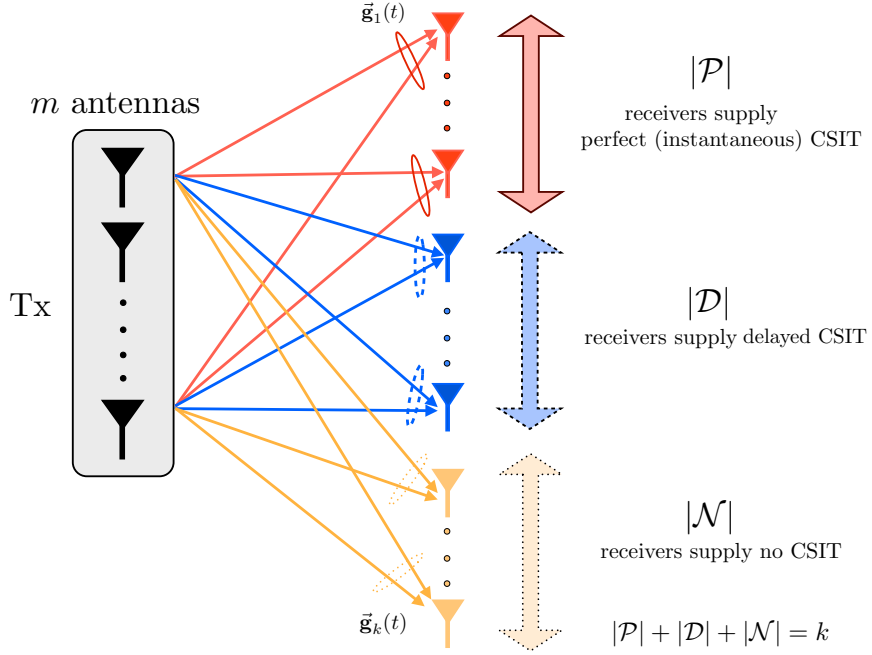 g⃗₁(t)
|𝒫|
receivers supply
perfect (instantaneous) CSIT
m antennas
Tx
|𝒟|
receivers supply delayed CSIT
|𝒩|
receivers supply no CSIT
g⃗ₖ(t)
|𝒫| + |𝒟| + |𝒩| = k